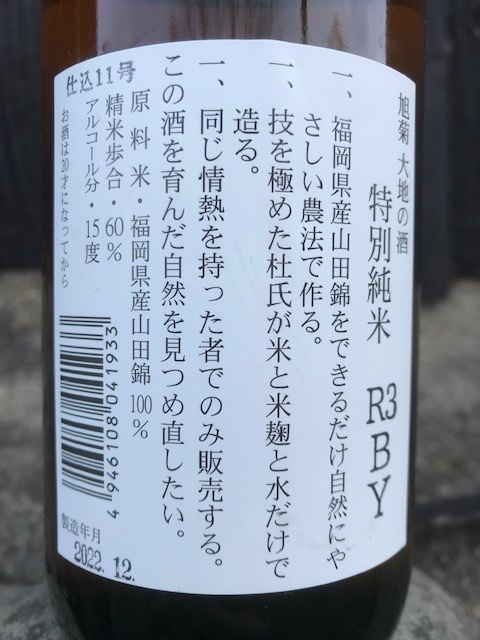 旭菊 大地の酒
特別純米 R3BY
一、福岡県産山田錦をできるだけ自然にや
さしい農法で作る。
一、技を極めた杜氏が米と米麹と水だけで
造る。
一、同じ情熱を持った者でのみ販売する。
この酒を育んだ自然を見つめ直したい。
原料米・福岡県産山田錦100%
精米歩合・60%
アルコール分・15度
仕込11号
お酒は20才になってから
4 946108 041933
製造年月
2022. 12.